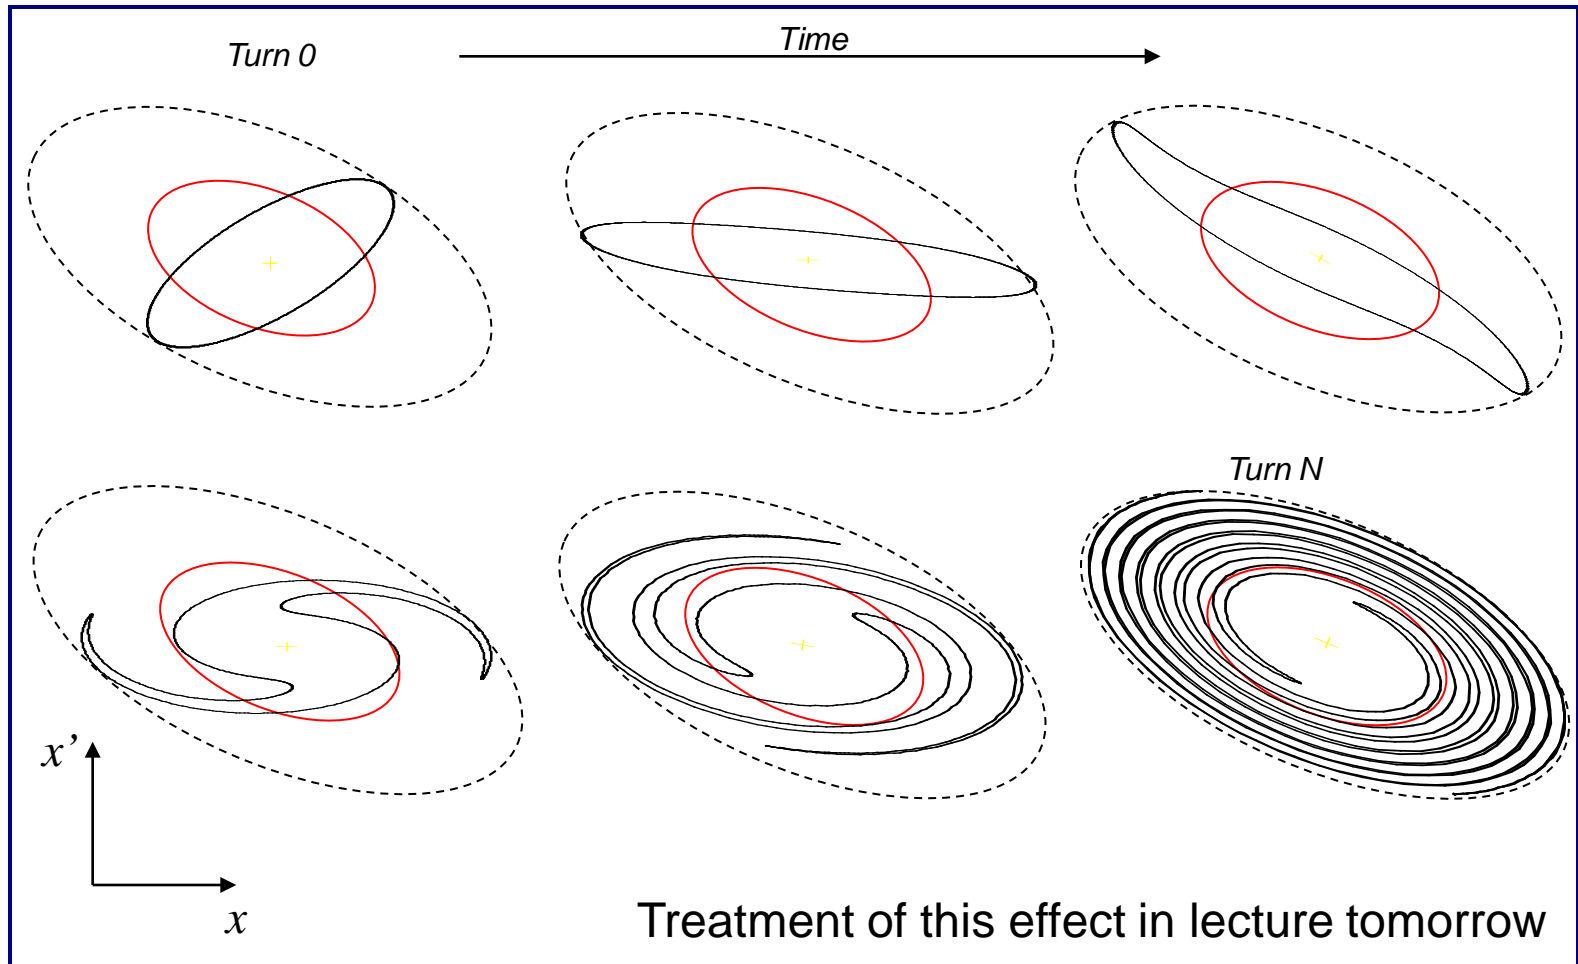 Turn 0
Time
Turn N
x’
x
Treatment of this effect in lecture tomorrow